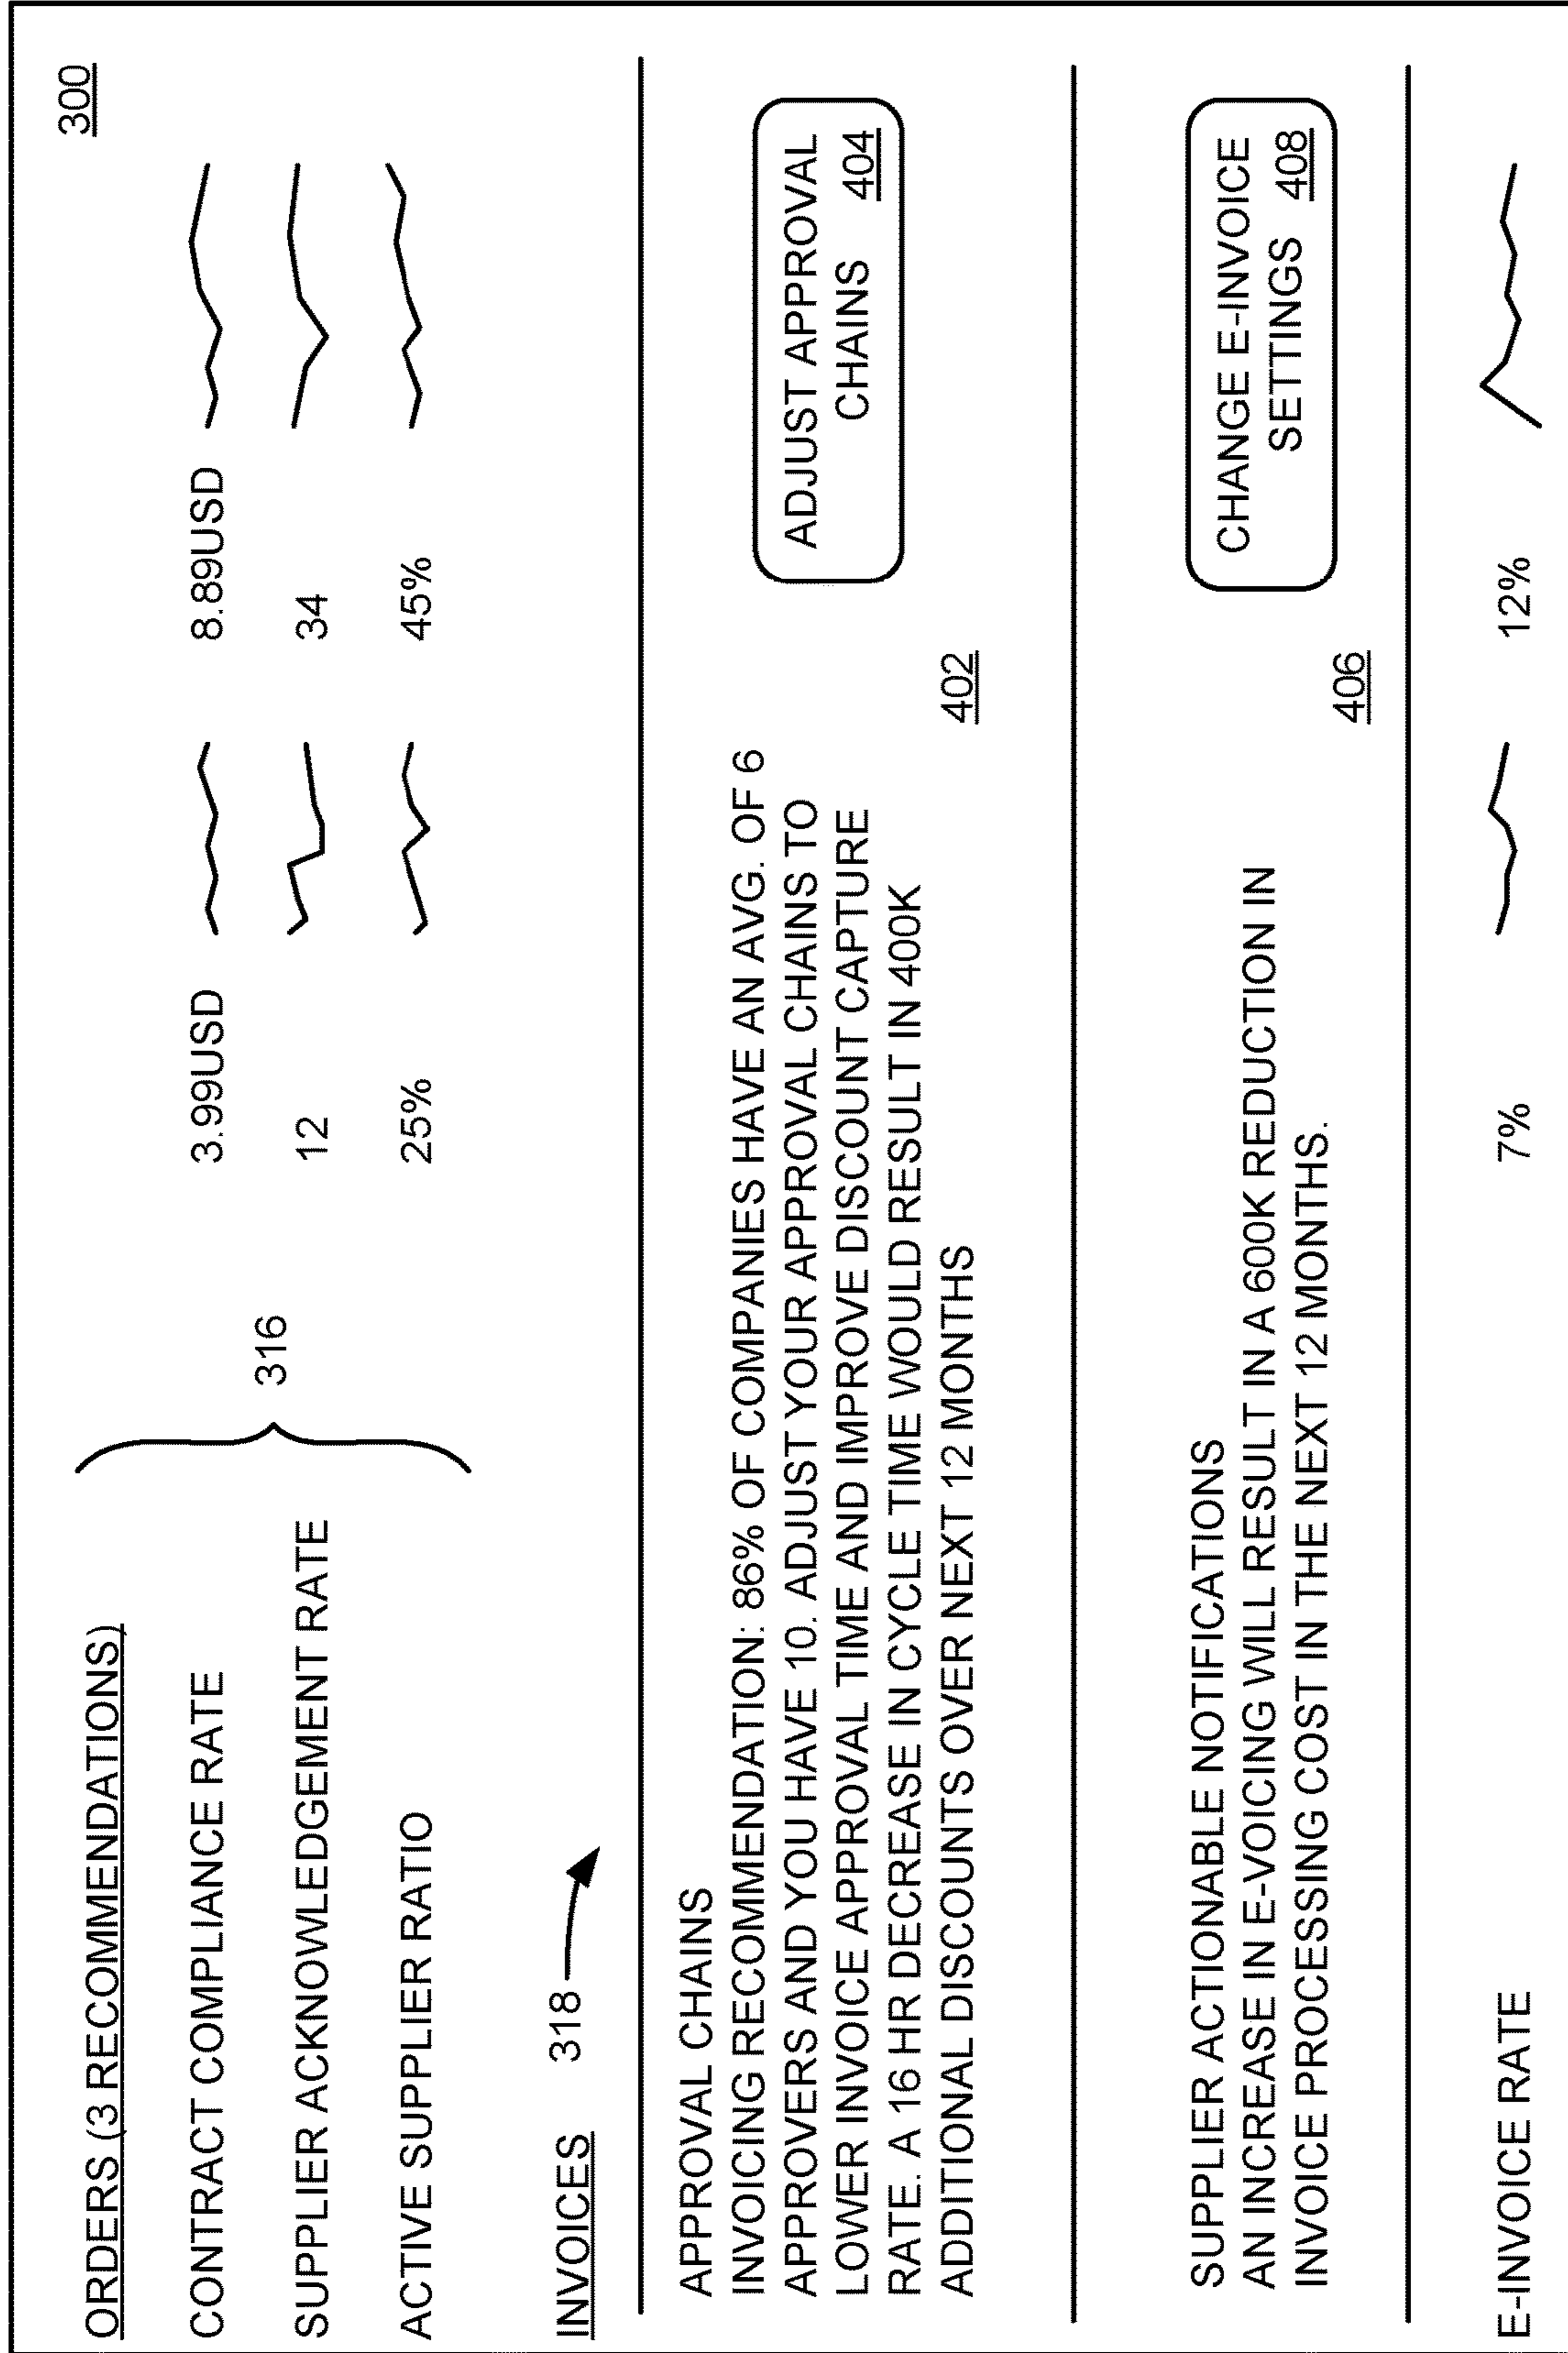 300
ORDERS (3 RECOMMENDATIONS)
316
CONTRACT COMPLIANCE RATE 3.99USD 8.89USD
SUPPLIER ACKNOWLEDGEMENT RATE 12 34
ACTIVE SUPPLIER RATIO 25% 45%
INVOICES 318
APPROVAL CHAINS
INVOICING RECOMMENDATION: 86% OF COMPANIES HAVE AN AVG. OF 6
APPROVERS AND YOU HAVE 10. ADJUST YOUR APPROVAL CHAINS TO
LOWER INVOICE APPROVAL TIME AND IMPROVE DISCOUNT CAPTURE
RATE. A 16 HR DECREASE IN CYCLE TIME WOULD RESULT IN 400K
ADDITIONAL DISCOUNTS OVER NEXT 12 MONTHS
402
ADJUST APPROVAL
CHAINS 404
SUPPLIER ACTIONABLE NOTIFICATIONS
AN INCREASE IN E-VOICING WILL RESULT IN A 600K REDUCTION IN
INVOICE PROCESSING COST IN THE NEXT 12 MONTHS.
406
CHANGE E-INVOICE
SETTINGS 408
E-INVOICE RATE 7% 12%